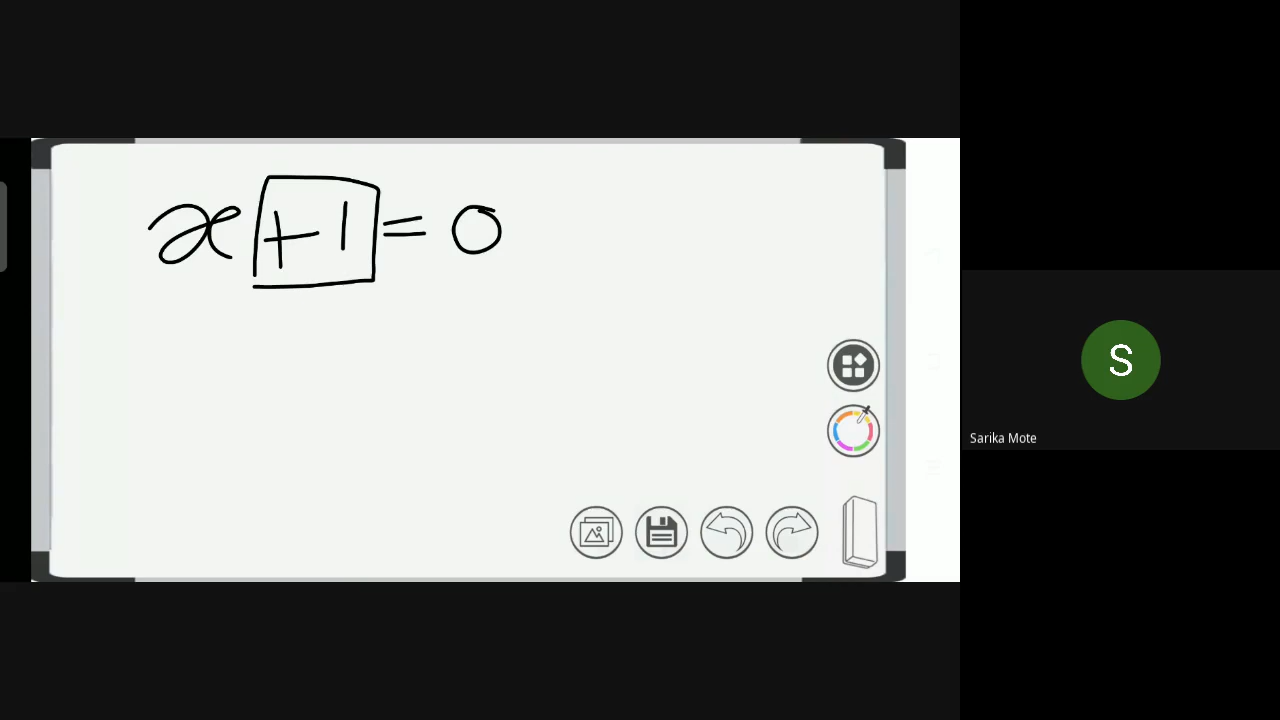 x +1 = 0
S
Sarika Mote